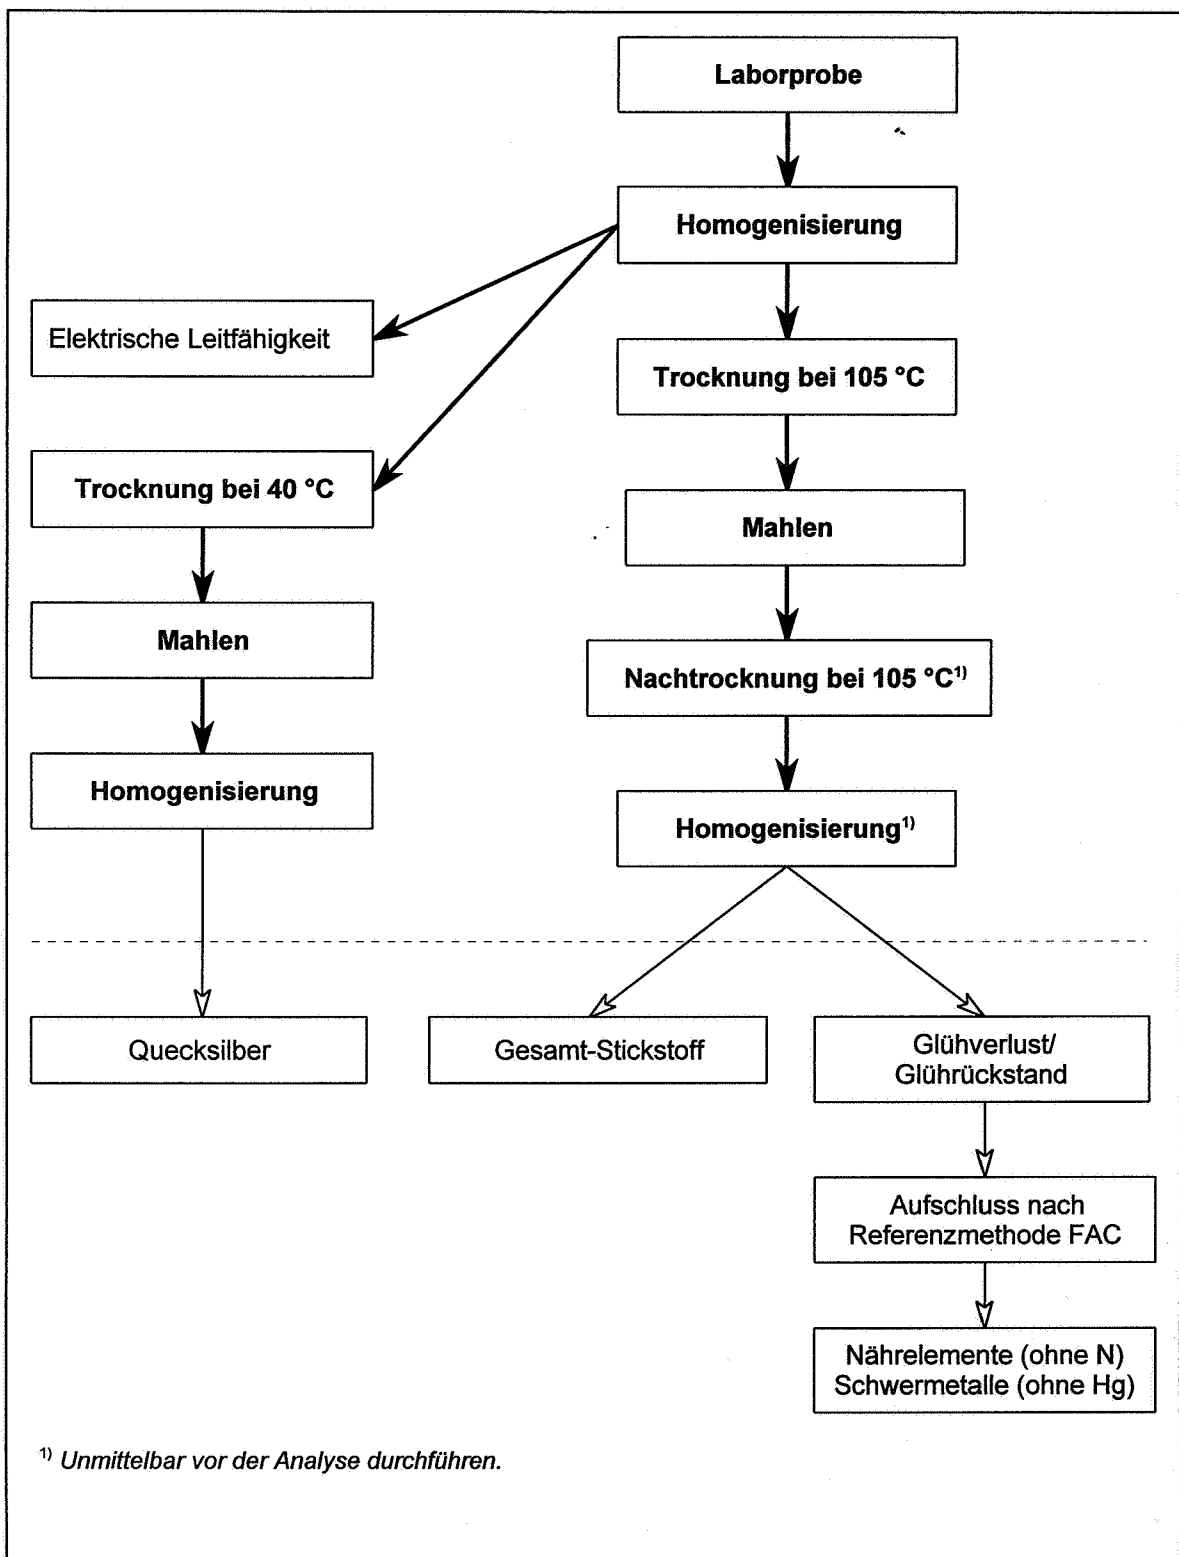 Laborprobe
Homogenisierung
Elektrische Leitfähigkeit
Trocknung bei 105 °C
Trocknung bei 40 °C
Mahlen
Mahlen
Nachtrocknung bei 105 °C¹⁾
Homogenisierung
Homogenisierung¹⁾
Quecksilber
Gesamt-Stickstoff
Glühverlust/
Glührückstand
Aufschluss nach
Referenzmethode FAC
Nährelemente (ohne N)
Schwermetalle (ohne Hg)
¹⁾ Unmittelbar vor der Analyse durchführen.